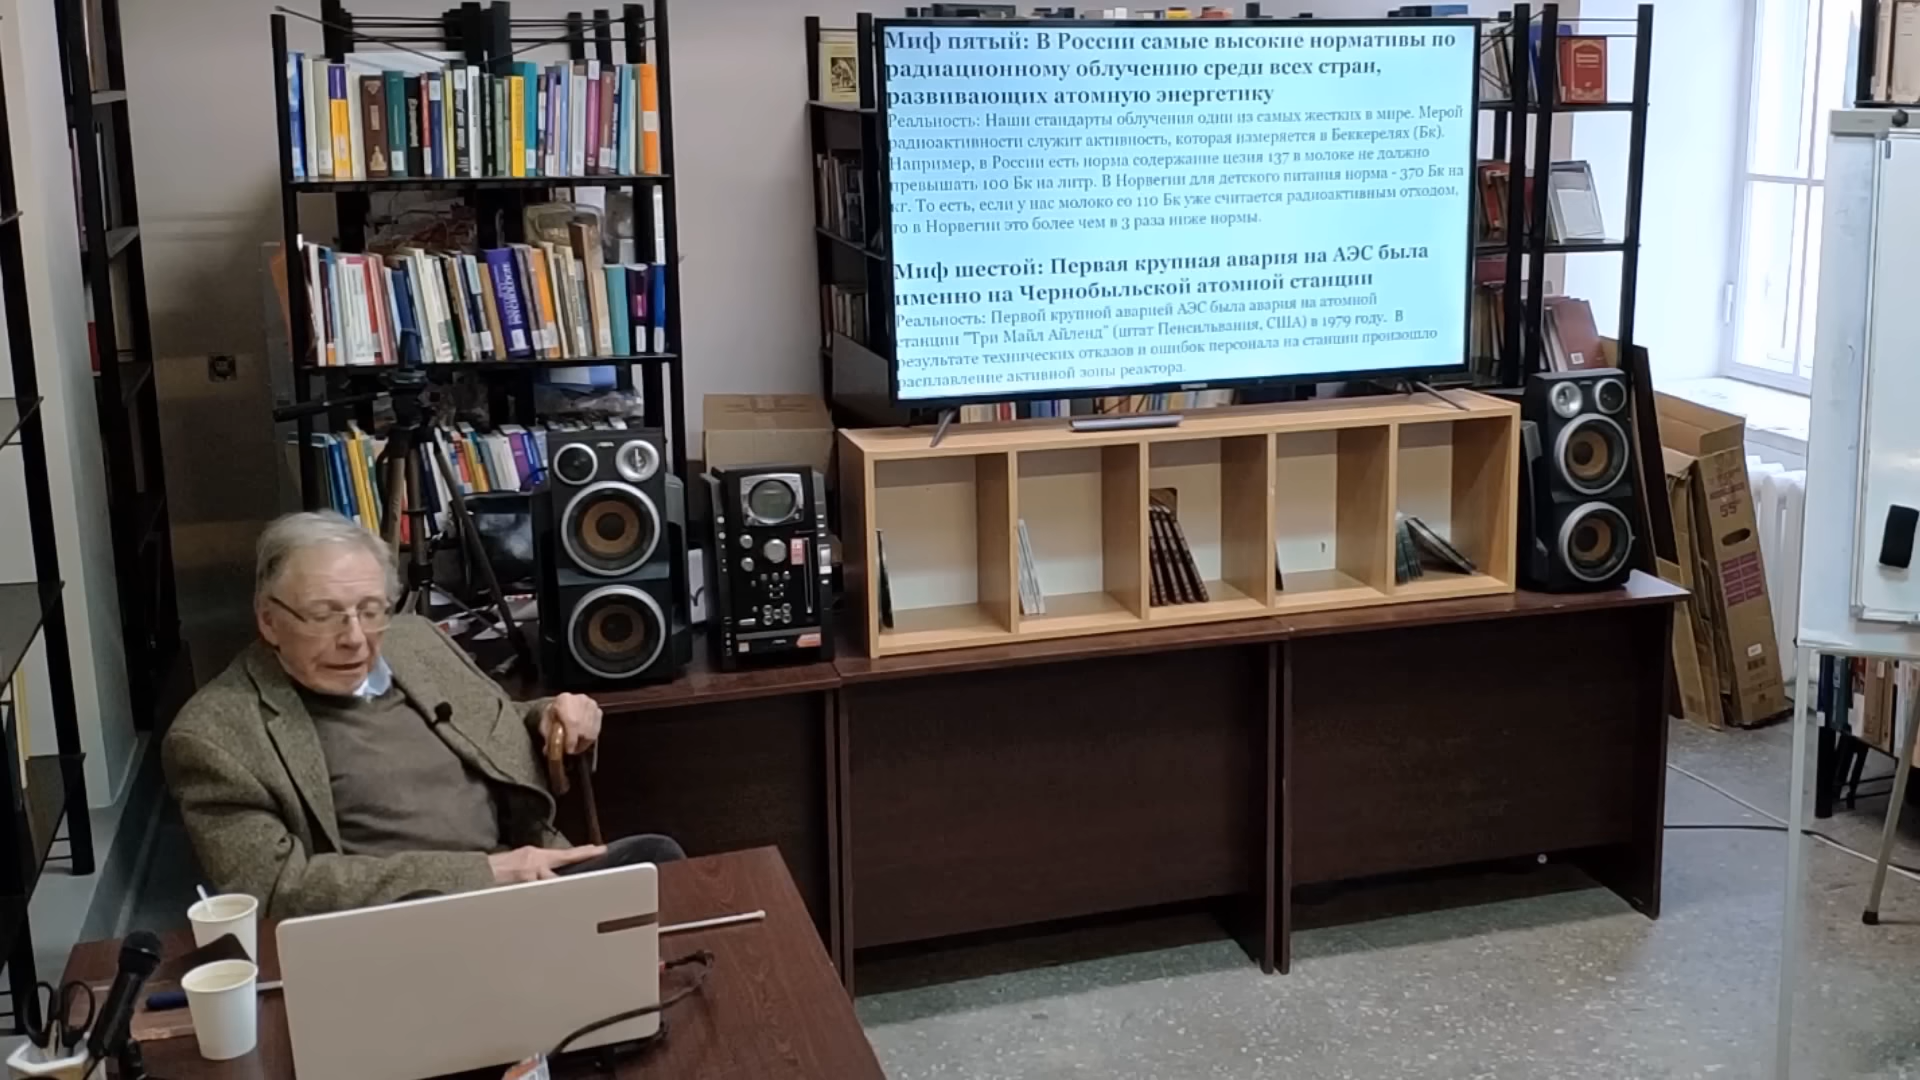 Миф пятый: В России самые высокие нормативы по
радиационному облучению среди всех стран,
развивающих атомную энергетику
Реальность: Наши стандарты облучения одни из самых жестких в мире. Мерой
радиоактивности служит активность, которая измеряется в Беккерелях (Бк).
Например, в России есть норма содержание цезия 137 в молоке не должно
превышать 100 Бк на литр. В Норвегии для детского питания норма - 370 Бк на
кг. То есть, если у нас молоко со 110 Бк уже считается радиоактивным отходом,
то в Норвегии это более чем в 3 раза ниже нормы.
Миф шестой: Первая крупная авария на АЭС была
именно на Чернобыльской атомной станции
Реальность: Первой крупной аварией АЭС была авария на атомной
станции "Три Майл Айленд" (штат Пенсильвания, США) в 1979 году. В
результате технических отказов и ошибок персонала на станции произошло
расплавление активной зоны реактора.
55"